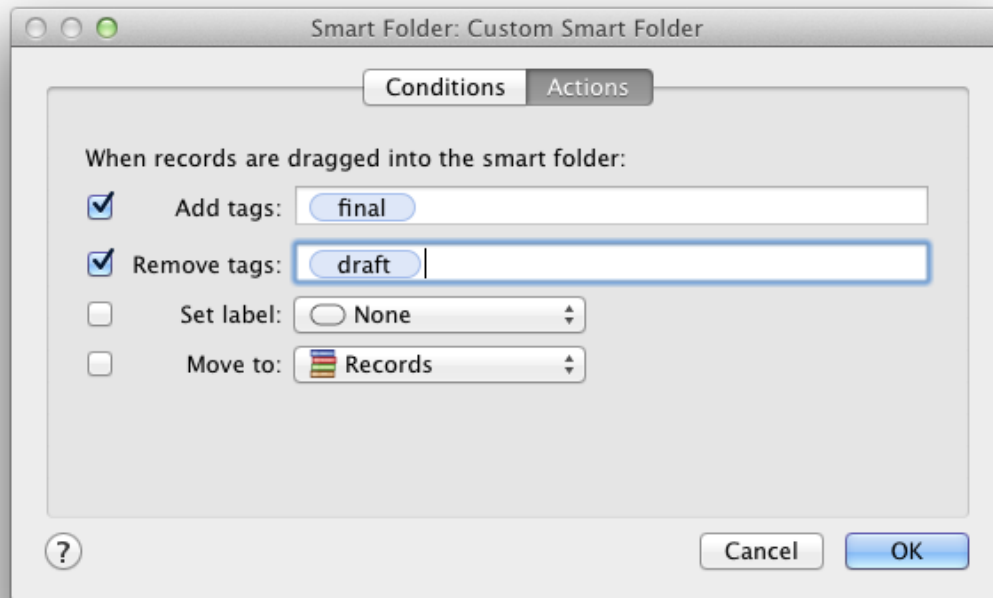 Smart Folder: Custom Smart Folder
Conditions Actions
When records are dragged into the smart folder:
Add tags: final
Remove tags: draft
Set label: None
Move to: Records
? Cancel OK